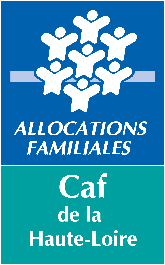 ALLOCATIONS
FAMILIALES
Caf
de la
Haute-Loire